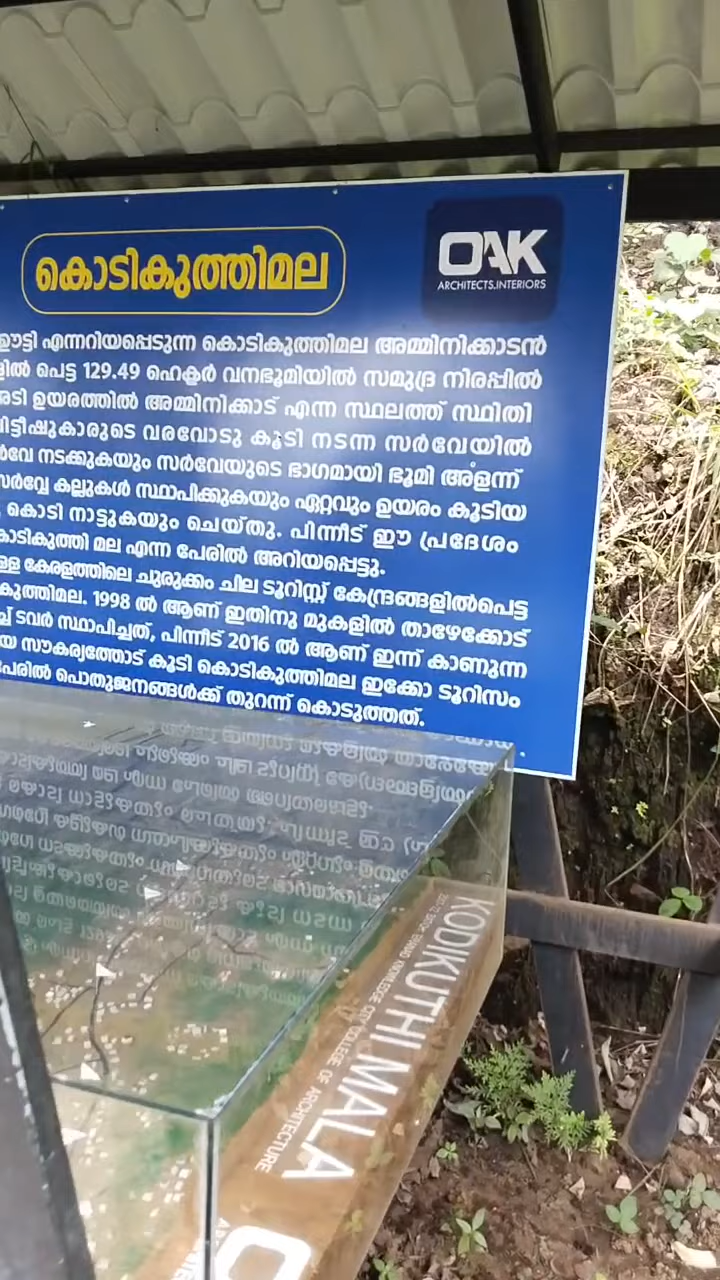 കൊടികുത്തിമല
OAK
ARCHITECTS.INTERIORS
ഊട്ടി എന്നറിയപ്പെടുന്ന കൊടികുത്തിമല അമ്മിനിക്കാടൻ
പെട്ട 129.49 ഹെക്ടർ വനഭൂമിയിൽ സമുദ്ര നിരപ്പിൽ
ഉയരത്തിൽ അമ്മിനിക്കാട് എന്ന സ്ഥലത്ത് സ്ഥിതി
വരവോടു കൂടി നടന്ന സർവേയിൽ
നടക്കുകയും സർവേയുടെ ഭാഗമായി ഭൂമി അളന്ന്
സർവ്വേ കല്ലുകൾ സ്ഥാപിക്കുകയും ഏറ്റവും ഉയരം കൂടിയ
കൊടി നാട്ടുകയും ചെയ്തു. പിന്നീട് ഈ പ്രദേശം
കൊടികുത്തി മല എന്ന പേരിൽ അറിയപ്പെട്ടു.
കേരളത്തിലെ ചുരുക്കം ചില ടൂറിസ്റ്റ് കേന്ദ്രങ്ങളിൽപെട്ട
1998 ൽ ആണ് ഇതിനു മുകളിൽ താഴേക്കോട്
ടവർ സ്ഥാപിച്ചത്, പിന്നീട് 2016 ൽ ആണ് ഇന്ന് കാണുന്ന
സൗകര്യത്തോട് കൂടി കൊടികുത്തിമല ഇക്കോ ടൂറിസം
പേരിൽ പൊതുജനങ്ങൾക്ക് തുറന്ന് കൊടുത്തത്.
KODIKUTHI MALA
KNOWLEDGE CITY COLLEGE OF ARCHITECTURE